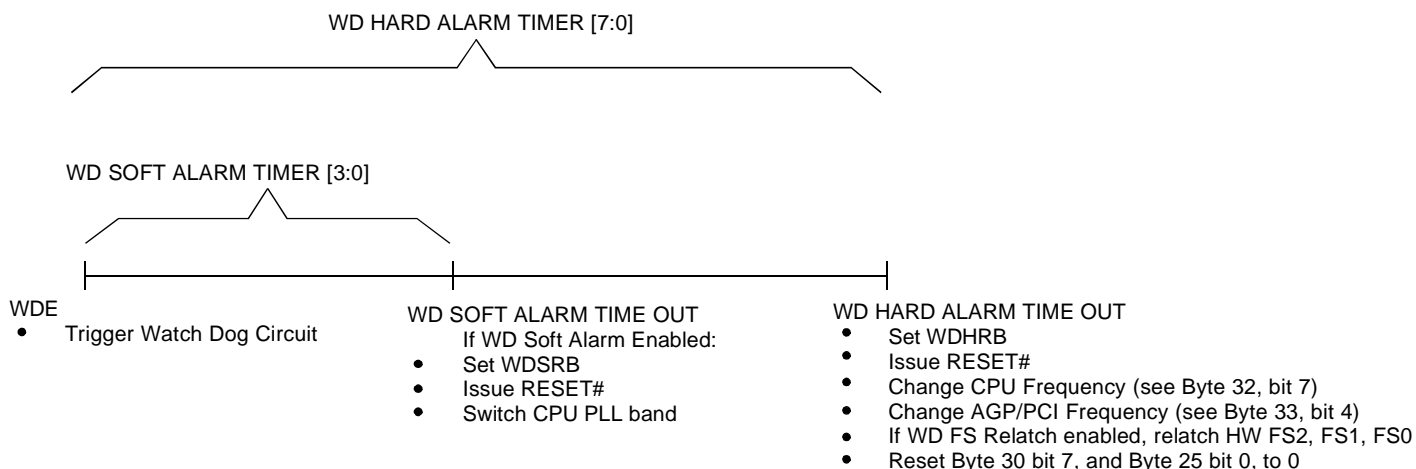 WD HARD ALARM TIMER [7:0]
WD SOFT ALARM TIMER [3:0]
WDE
• Trigger Watch Dog Circuit
WD SOFT ALARM TIME OUT
If WD Soft Alarm Enabled:
• Set WDSRB
• Issue RESET#
• Switch CPU PLL band
WD HARD ALARM TIME OUT
• Set WDHRB
• Issue RESET#
• Change CPU Frequency (see Byte 32, bit 7)
• Change AGP/PCI Frequency (see Byte 33, bit 4)
• If WD FS Relatch enabled, relatch HW FS2, FS1, FS0
• Reset Byte 30 bit 7, and Byte 25 bit 0, to 0